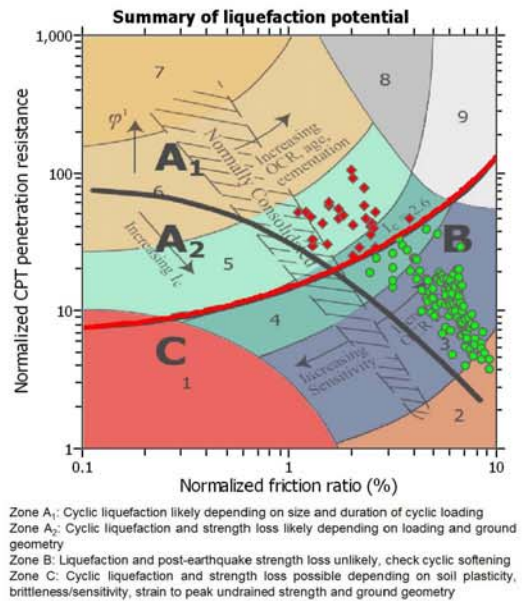 Summary of liquefaction potential
Normalized CPT penetration resistance
1,000
100
10
1
7
8
9
φ'
A1
Increasing
OCR, age,
cementation
Normally Consolidated
6
A2
Increasing Ic
5
Ic = 2.6
B
4
C
1
Increasing
Sensitivity
OCR
3
2
0.1
1
10
Normalized friction ratio (%)
Zone A1: Cyclic liquefaction likely depending on size and duration of cyclic loading
Zone A2: Cyclic liquefaction and strength loss likely depending on loading and ground
geometry
Zone B: Liquefaction and post-earthquake strength loss unlikely, check cyclic softening
Zone C: Cyclic liquefaction and strength loss possible depending on soil plasticity,
brittleness/sensitivity, strain to peak undrained strength and ground geometry